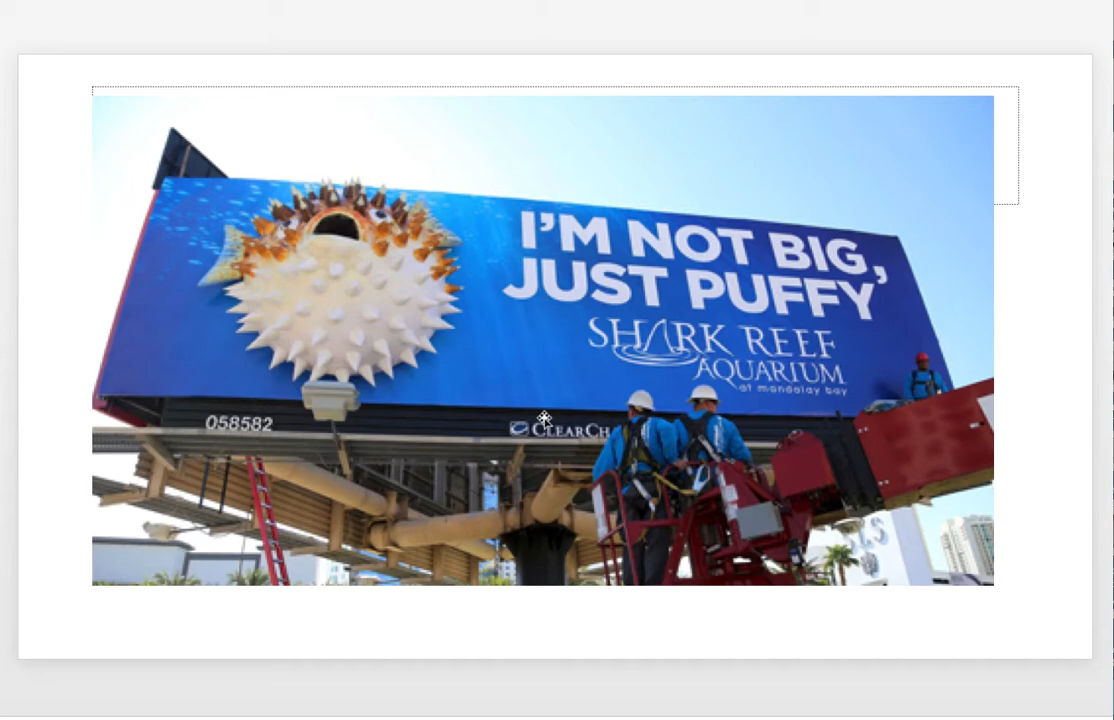 I'M NOT BIG,
JUST PUFFY
SHARK REEF
AQUARIUM
at mandalay bay
058582